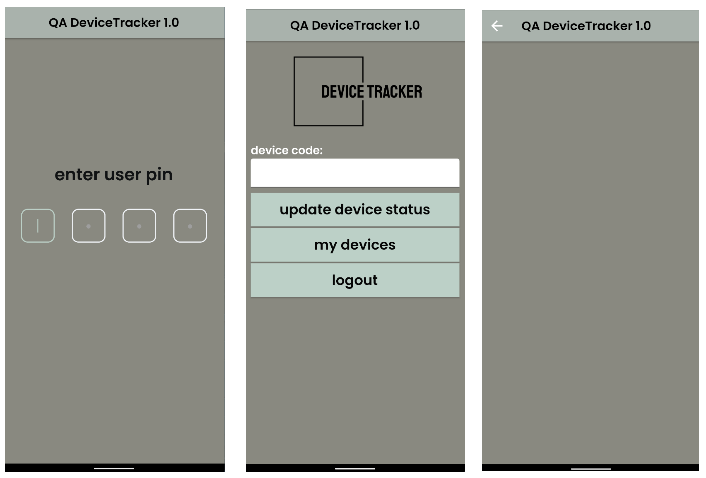 QA DeviceTracker 1.0
enter user pin
QA DeviceTracker 1.0
DEVICE TRACKER
device code:
update device status
my devices
logout
QA DeviceTracker 1.0